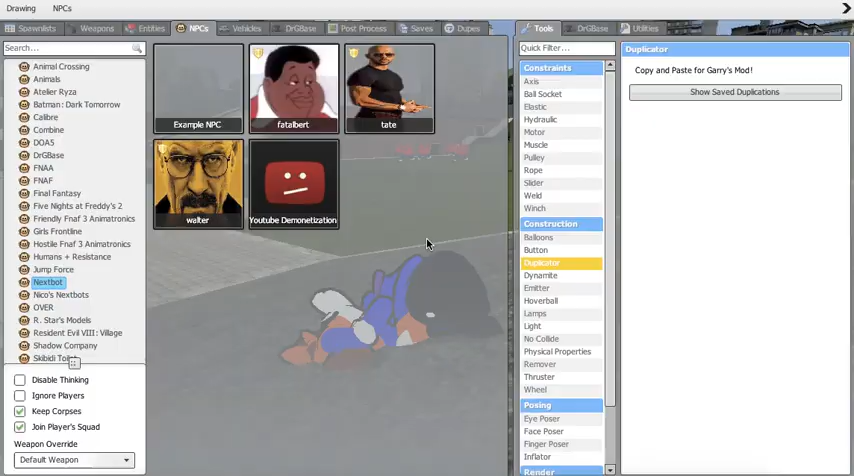 Drawing NPCs
Spawnlists Weapons Entities NPCs Vehicles DrGBase Post Process Saves Dupes
Search...
Animal Crossing
Animals
Atelier Ryza
Batman: Dark Tomorrow
Calibre
Combine
DOA5
DrGBase
FNAA
FNAF
Final Fantasy
Five Nights at Freddy's 2
Friendly Fnaf 3 Animatronics
Girls Frontline
Hostile Fnaf 3 Animatronics
Humans + Resistance
Jump Force
Nextbot
Nico's Nextbots
OVER
R. Star's Models
Resident Evil VIII: Village
Shadow Company
Skibidi Toilet
Disable Thinking
Ignore Players
Keep Corpses
Join Player's Squad
Weapon Override
Default Weapon
Example NPC
fatalbert
tate
walter
Youtube Demonetization
Tools DrGBase Utilities
Quick Filter...
Constraints
Axis
Ball Socket
Elastic
Hydraulic
Motor
Muscle
Pulley
Rope
Slider
Weld
Winch
Construction
Balloons
Button
Duplicator
Dynamite
Emitter
Hoverball
Lamps
Light
No Collide
Physical Properties
Remover
Thruster
Wheel
Posing
Eye Poser
Face Poser
Finger Poser
Inflator
Render
Duplicator
Copy and Paste for Garry's Mod!
Show Saved Duplications